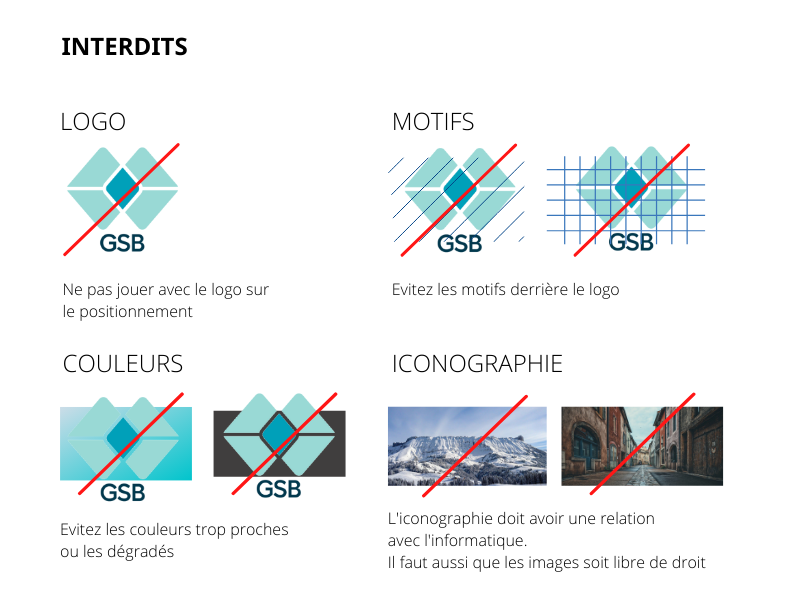 INTERDITS
LOGO
GSB
Ne pas jouer avec le logo sur
le positionnement
MOTIFS
GSB
GSB
Evitez les motifs derrière le logo
COULEURS
GSB
GSB
Evitez les couleurs trop proches
ou les dégradés
ICONOGRAPHIE
L'iconographie doit avoir une relation
avec l'informatique.
Il faut aussi que les images soit libre de droit